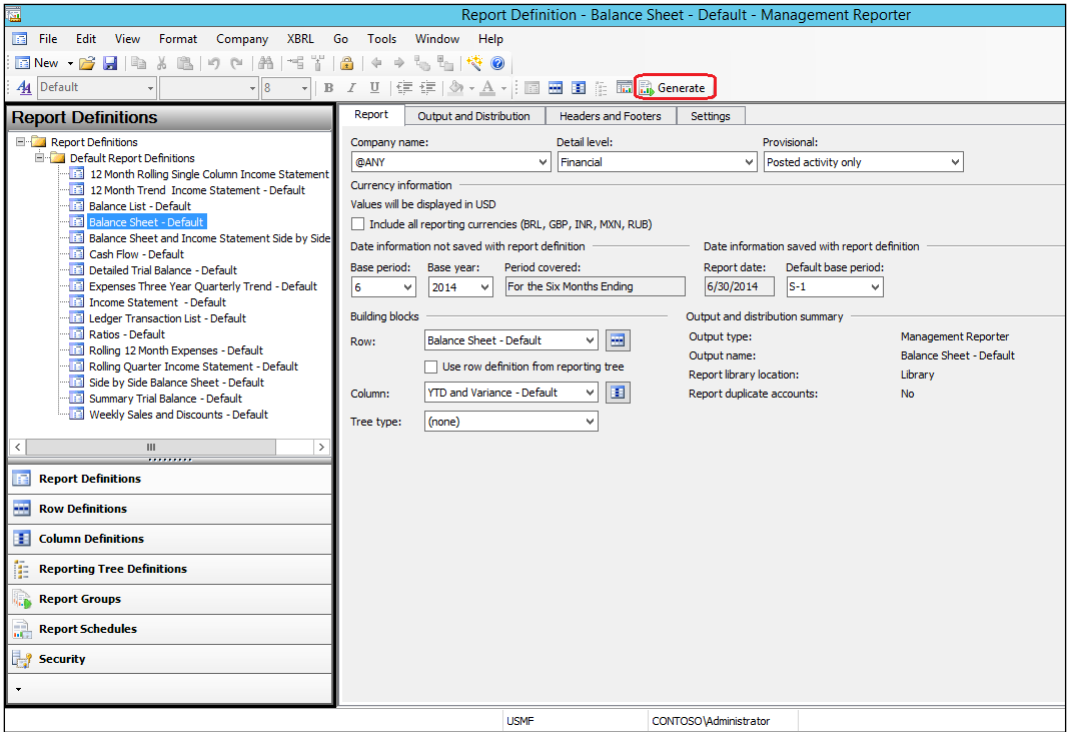 Report Definition - Balance Sheet - Default - Management Reporter
File Edit View Format Company XBRL Go Tools Window Help
New
Default 8 B I U A Generate
Report Definitions
Report Definitions
Default Report Definitions
12 Month Rolling Single Column Income Statement
12 Month Trend Income Statement - Default
Balance List - Default
Balance Sheet - Default
Balance Sheet and Income Statement Side by Side
Cash Flow - Default
Detailed Trial Balance - Default
Expenses Three Year Quarterly Trend - Default
Income Statement - Default
Ledger Transaction List - Default
Ratios - Default
Rolling 12 Month Expenses - Default
Rolling Quarter Income Statement - Default
Side by Side Balance Sheet - Default
Summary Trial Balance - Default
Weekly Sales and Discounts - Default
Report Definitions
Row Definitions
Column Definitions
Reporting Tree Definitions
Report Groups
Report Schedules
Security
Report Output and Distribution Headers and Footers Settings
Company name: Detail level: Provisional:
@ANY Financial Posted activity only
Currency information
Values will be displayed in USD
Include all reporting currencies (BRL, GBP, INR, MXN, RUB)
Date information not saved with report definition Date information saved with report definition
Base period: Base year: Period covered: Report date: Default base period:
6 2014 For the Six Months Ending 6/30/2014 S-1
Building blocks Output and distribution summary
Row: Balance Sheet - Default Output type: Management Reporter
Output name: Balance Sheet - Default
Use row definition from reporting tree Report library location: Library
Column: YTD and Variance - Default Report duplicate accounts: No
Tree type: (none)
USMF CONTOSO\Administrator